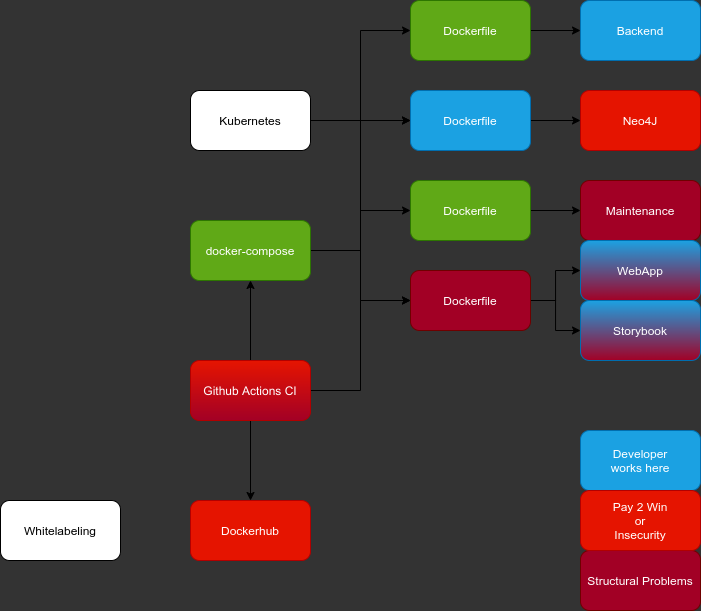 Dockerfile
Backend
Kubernetes
Dockerfile
Neo4J
Dockerfile
Maintenance
docker-compose
WebApp
Dockerfile
Storybook
Github Actions CI
Developer
works here
Whitelabeling
Dockerhub
Pay 2 Win
or
Insecurity
Structural Problems